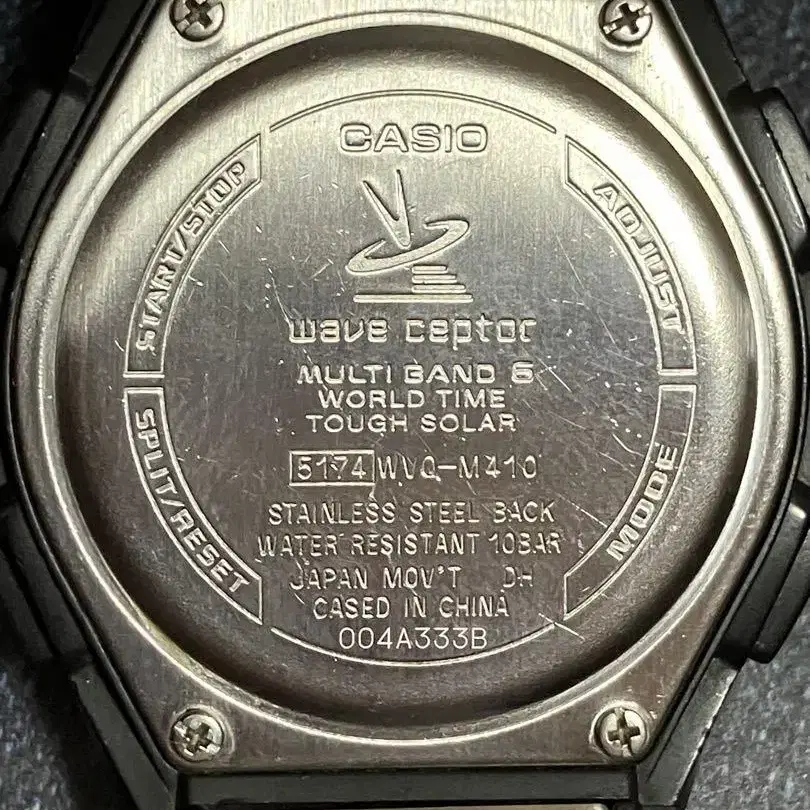 CASIO
START/STOP
ADJUST
wave ceptor
MULTI BAND 6
WORLD TIME
TOUGH SOLAR
5174 WVQ-M410
SPLIT/RESET
MODE
STAINLESS STEEL BACK
WATER RESISTANT 10BAR
JAPAN MOV'T DH
CASED IN CHINA
004A333B